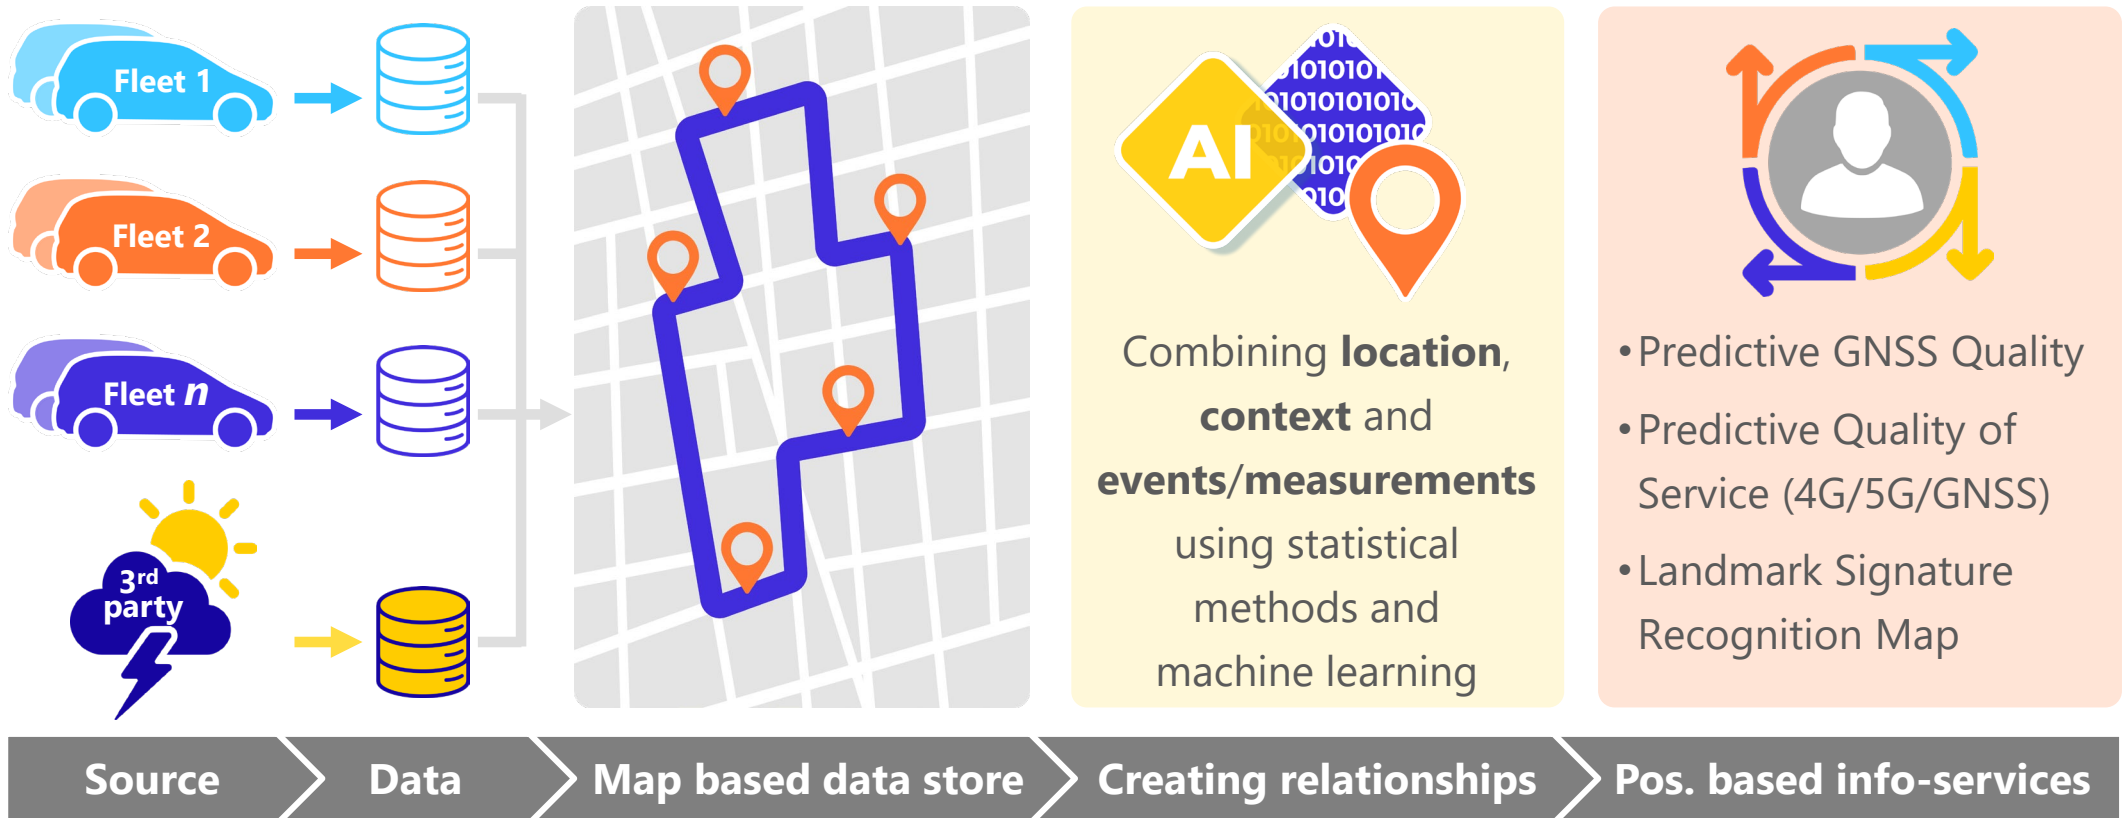 Fleet 1
Fleet 2
Fleet n
3rd
party
AI
1010101010
Combining location,
context and
events/measurements
using statistical
methods and
machine learning
•Predictive GNSS Quality
•Predictive Quality of
Service (4G/5G/GNSS)
•Landmark Signature
Recognition Map
Source
Data
Map based data store
Creating relationships
Pos. based info-services